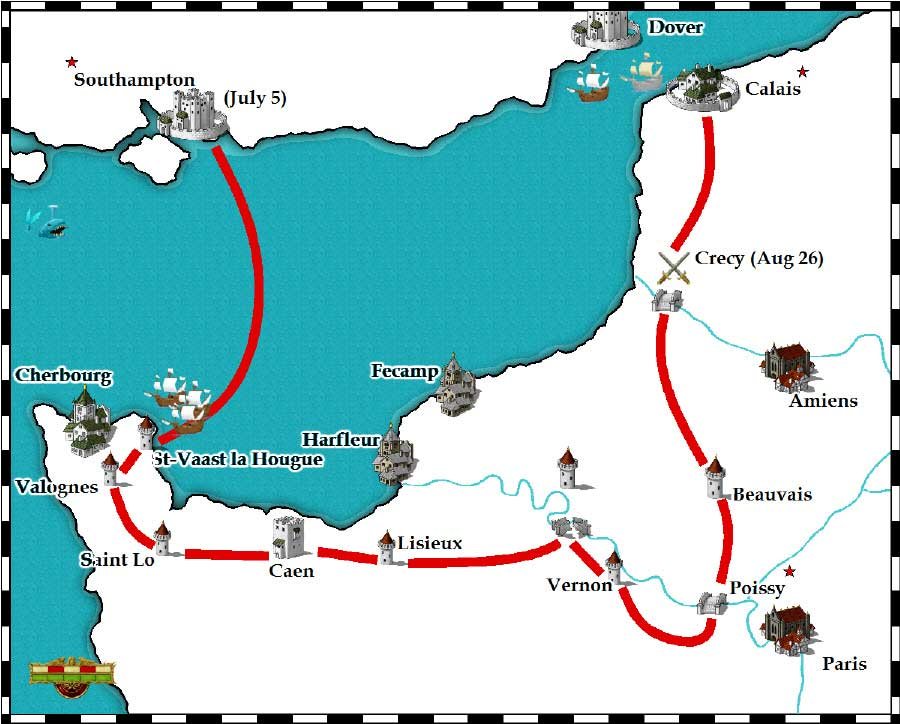 Dover
Southampton
(July 5)
Calais
Crecy (Aug 26)
Cherbourg
Fecamp
Amiens
Harfleur
St-Vaast la Hougue
Valognes
Beauvais
Lisieux
Saint Lo
Caen
Vernon
Poissy
Paris